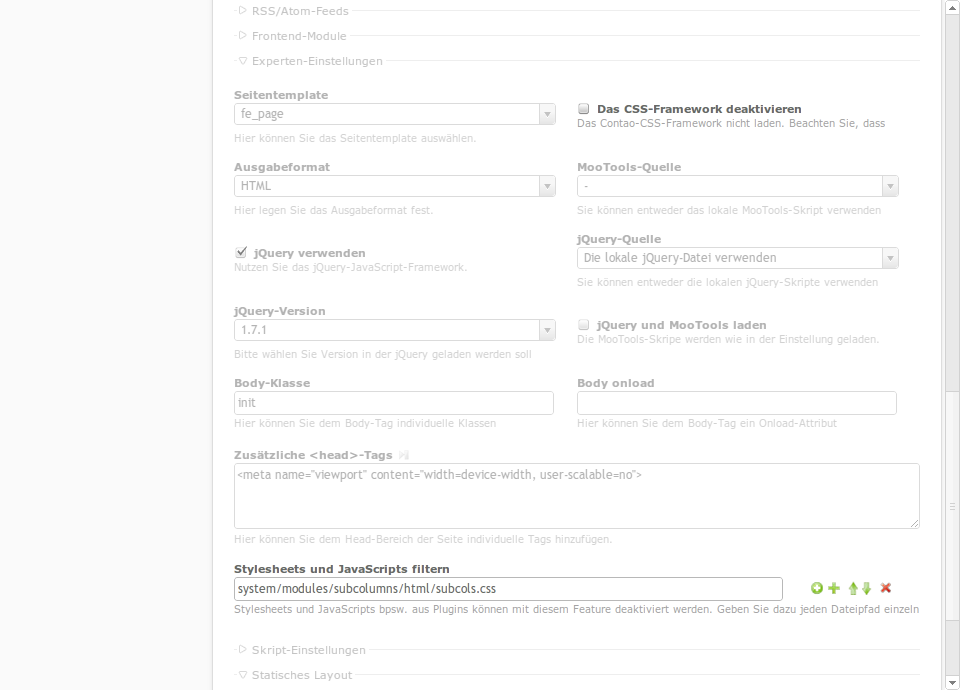 RSS/Atom-Feeds
Frontend-Module
Experten-Einstellungen
Seitentemplate
fe_page
Hier können Sie das Seitentemplate auswählen.
Das CSS-Framework deaktivieren
Das Contao-CSS-Framework nicht laden. Beachten Sie, dass
Ausgabeformat
HTML
Hier legen Sie das Ausgabeformat fest.
MooTools-Quelle
-
Sie können entweder das lokale MooTools-Skript verwenden
jQuery verwenden
Nutzen Sie das jQuery-JavaScript-Framework.
jQuery-Quelle
Die lokale jQuery-Datei verwenden
Sie können entweder die lokalen jQuery-Skripte verwenden
jQuery-Version
1.7.1
Bitte wählen Sie Version in der jQuery geladen werden soll
jQuery und MooTools laden
Die MooTools-Skripe werden wie in der Einstellung geladen.
Body-Klasse
init
Hier können Sie dem Body-Tag individuelle Klassen
Body onload
Hier können Sie dem Body-Tag ein Onload-Attribut
Zusätzliche <head>-Tags
<meta name="viewport" content="width=device-width, user-scalable=no">
Hier können Sie dem Head-Bereich der Seite individuelle Tags hinzufügen.
Stylesheets und JavaScripts filtern
system/modules/subcolumns/html/subcols.css
Stylesheets und JavaScripts bpsw. aus Plugins können mit diesem Feature deaktiviert werden. Geben Sie dazu jeden Dateipfad einzeln
Skript-Einstellungen
Statisches Layout